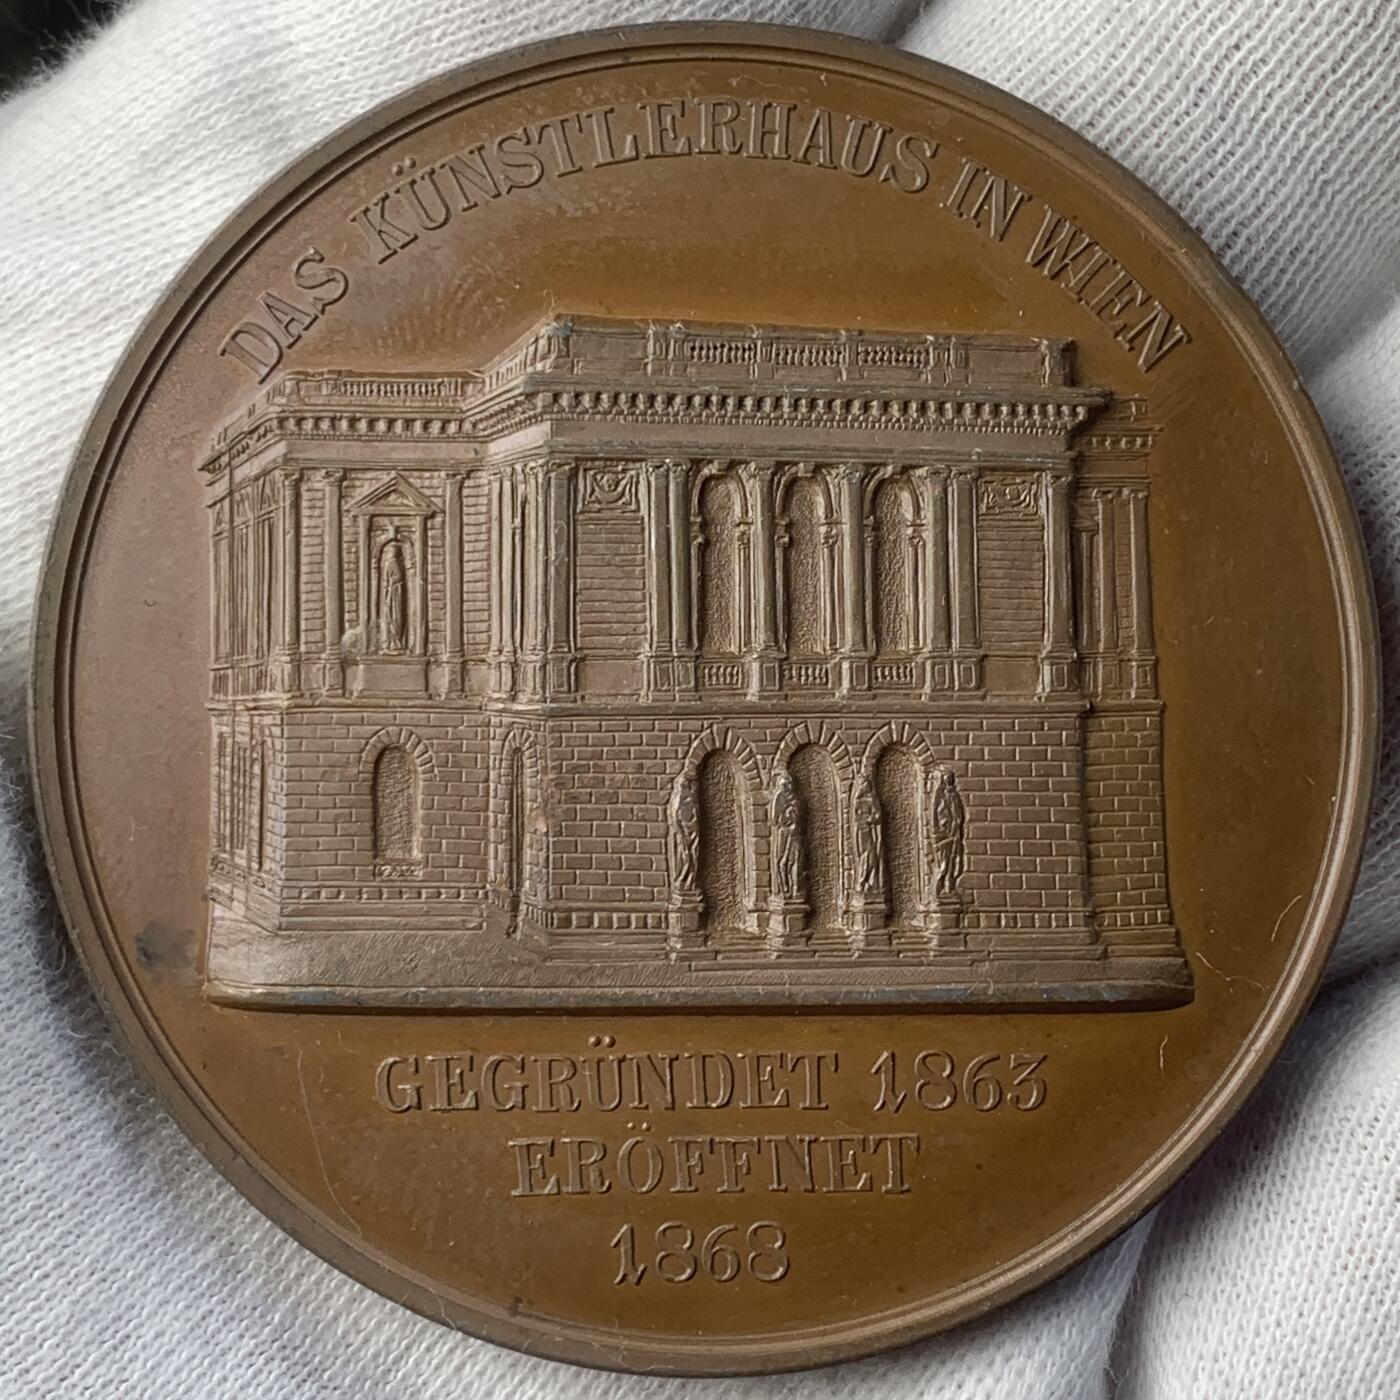 DAS KÜNSTLERHAUS IN WIEN
GEGRÜNDET 1863
ERÖFFNET
1868